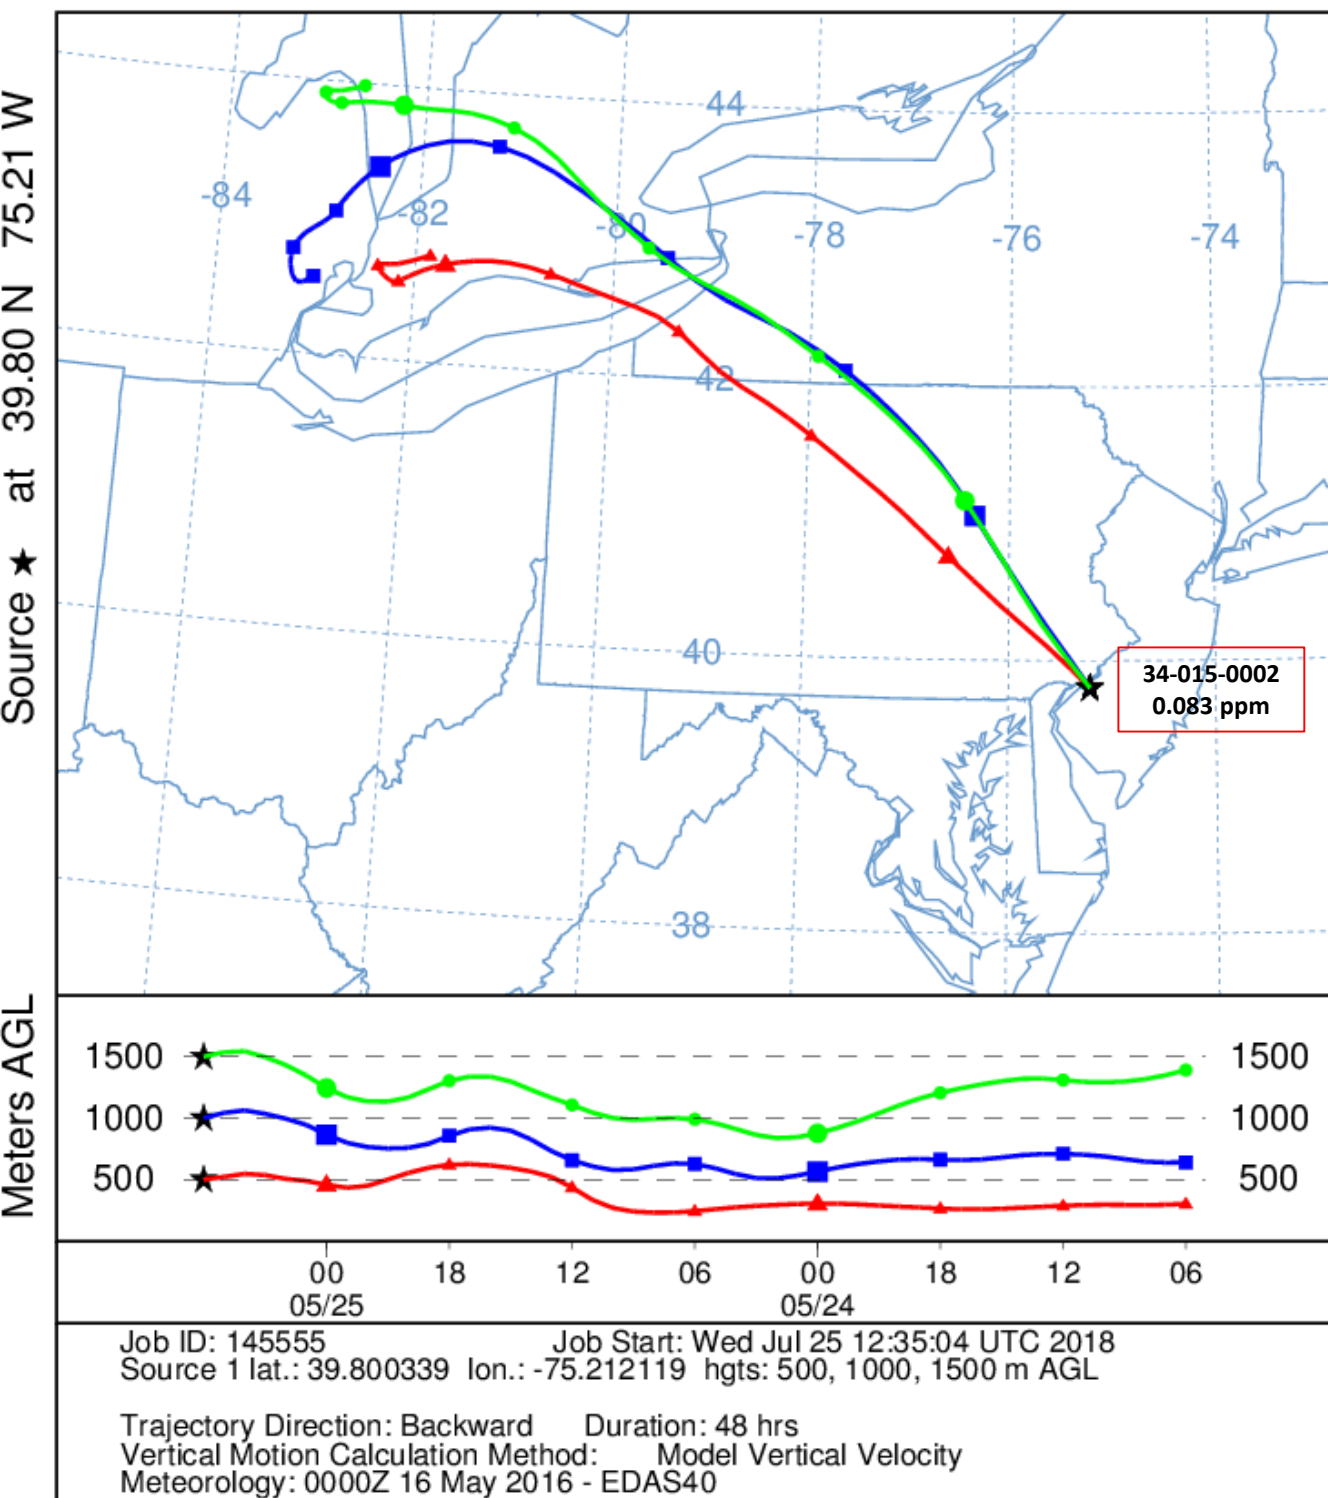 Source ★ at 39.80 N 75.21 W
44
-84
-82
-80
-78
-76
-74
42
40
38
34-015-0002
0.083 ppm
Meters AGL
1500 1500
1000 1000
500 500
00 18 12 06 00 18 12 06
05/25 05/24
Job ID: 145555 Job Start: Wed Jul 25 12:35:04 UTC 2018
Source 1 lat.: 39.800339 lon.: -75.212119 hgts: 500, 1000, 1500 m AGL
Trajectory Direction: Backward Duration: 48 hrs
Vertical Motion Calculation Method: Model Vertical Velocity
Meteorology: 0000Z 16 May 2016 - EDAS40